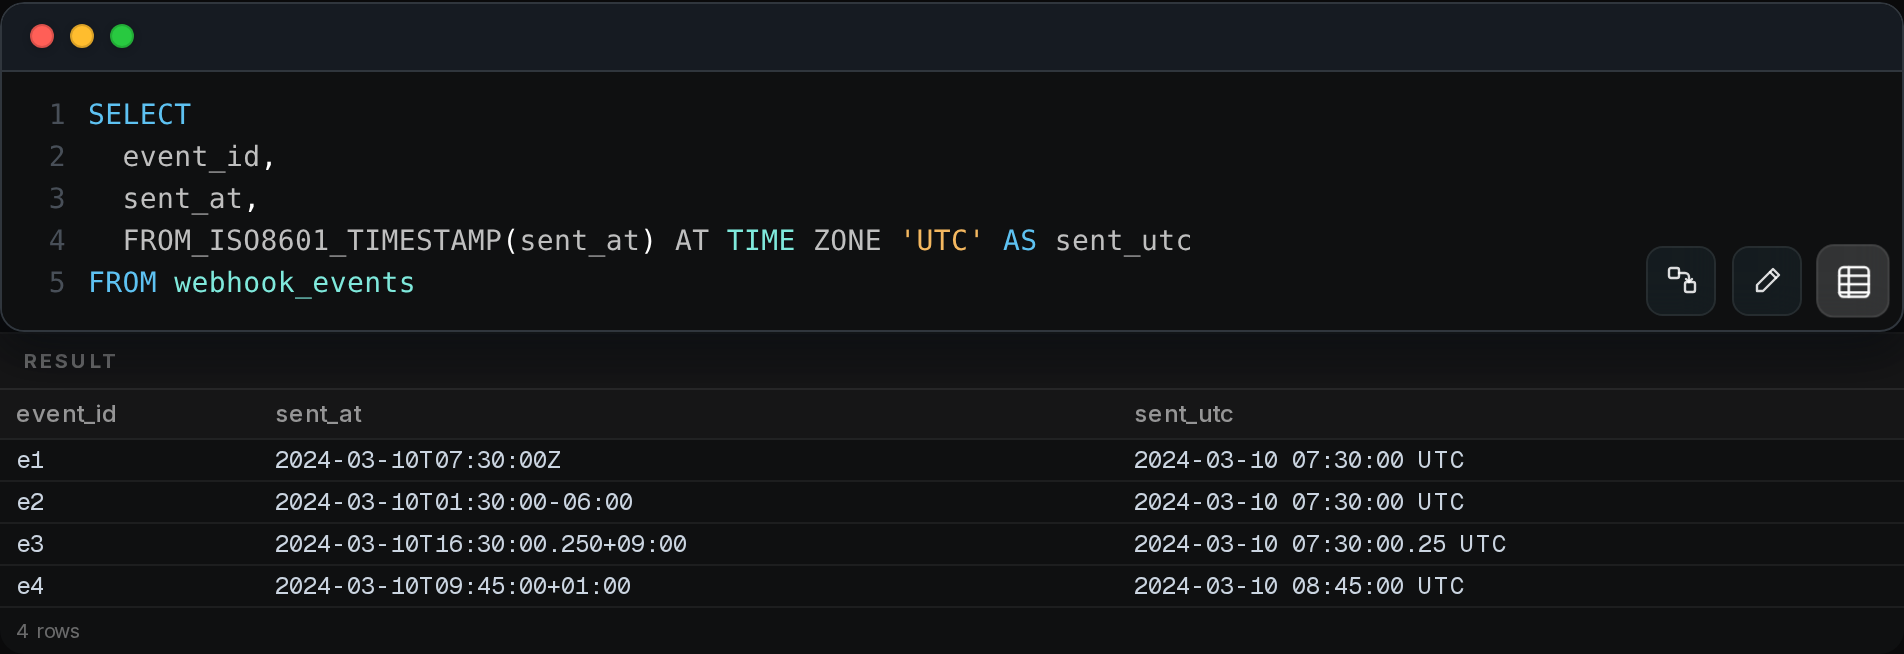 1 SELECT
2   event_id,
3   sent_at,
4   FROM_ISO8601_TIMESTAMP(sent_at) AT TIME ZONE 'UTC' AS sent_utc
5 FROM webhook_events
RESULT
event_id sent_at sent_utc
e1 2024-03-10T07:30:00Z 2024-03-10 07:30:00 UTC
e2 2024-03-10T01:30:00-06:00 2024-03-10 07:30:00 UTC
e3 2024-03-10T16:30:00.250+09:00 2024-03-10 07:30:00.25 UTC
e4 2024-03-10T09:45:00+01:00 2024-03-10 08:45:00 UTC
4 rows